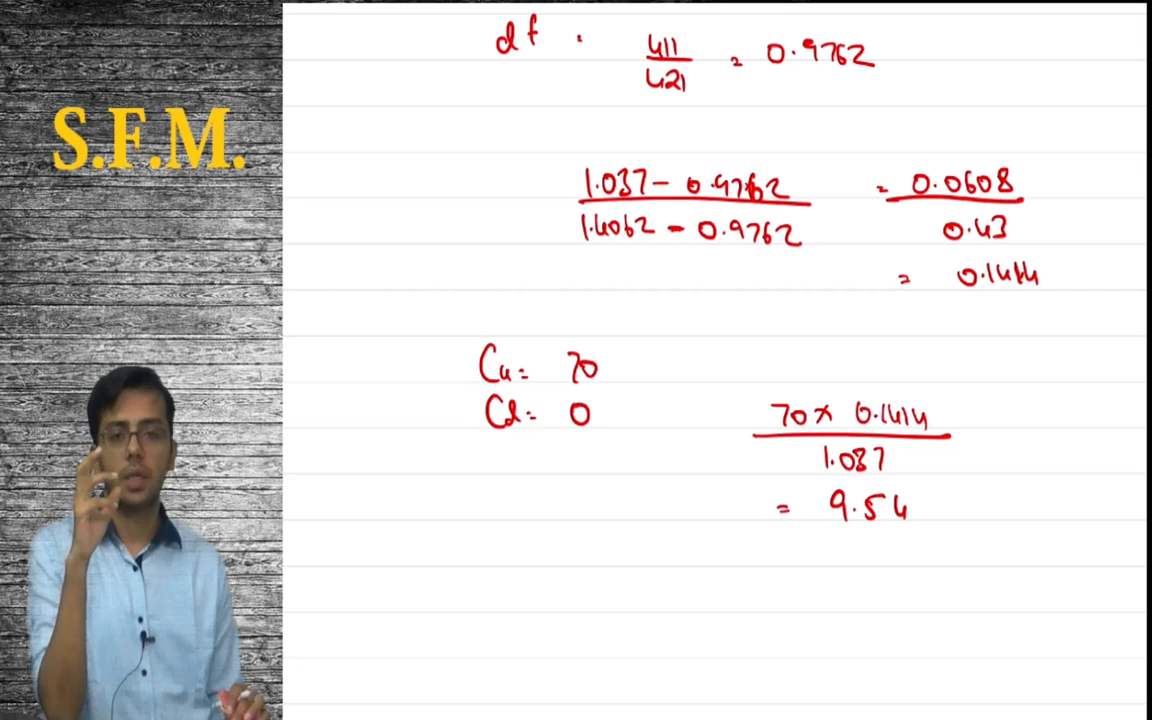 S.F.M.
df = 411/421 = 0.9762
1.037 - 0.9762 / 1.4062 - 0.9762 = 0.0608 / 0.43
= 0.1414
Cu = 70
Cd = 0
70 x 0.1414 / 1.037
= 9.54